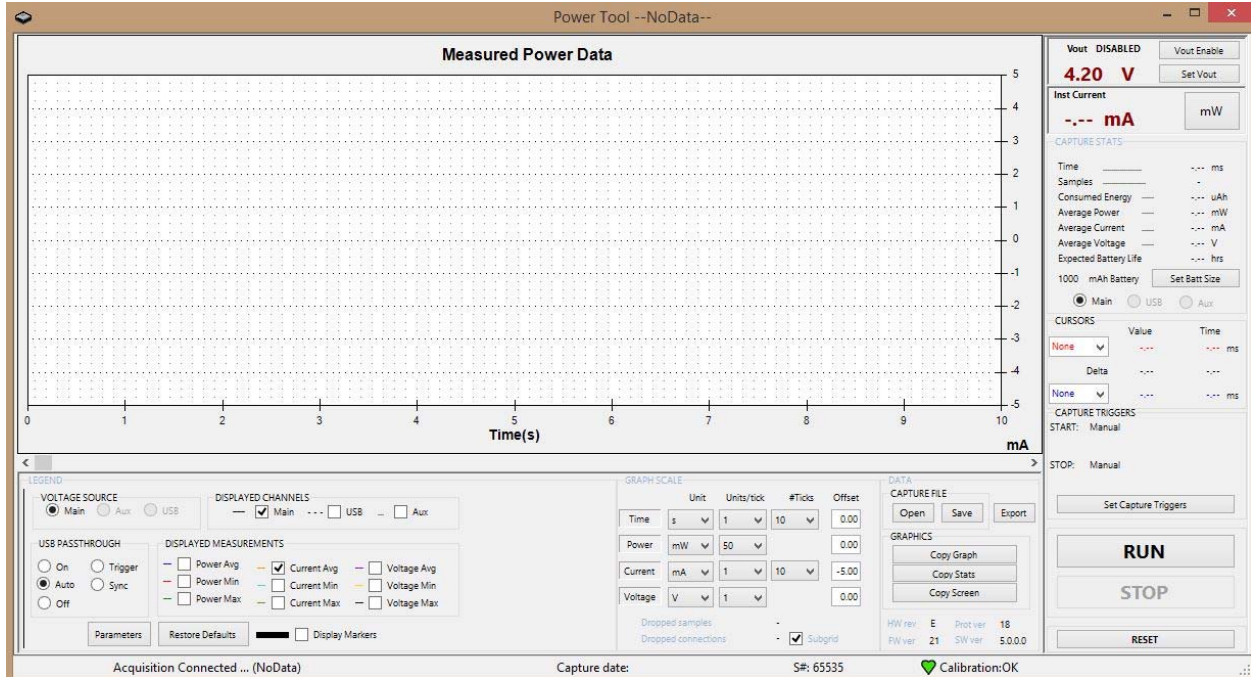 Power Tool --NoData--
Measured Power Data
5
4
3
2
1
0
-1
-2
-3
-4
-5
0 1 2 3 4 5 6 7 8 9 10
Time(s)
mA
Vout DISABLED Vout Enable
4.20 V Set Vout
Inst Current
-.-- mA mW
CAPTURE STATS
Time -.-- ms
Samples -
Consumed Energy -.-- uAh
Average Power -.-- mW
Average Current -.-- mA
Average Voltage -.-- V
Expected Battery Life -.-- hrs
1000 mAh Battery Set Batt Size
Main USB Aux
CURSORS
Value Time
None -.-- -.-- ms
Delta -.-- -.--
None -.-- -.-- ms
CAPTURE TRIGGERS
START: Manual
STOP: Manual
Set Capture Triggers
RUN
STOP
RESET
LEGEND
VOLTAGE SOURCE
Main Aux USB
DISPLAYED CHANNELS
Main USB Aux
USB PASSTHROUGH
On Trigger
Auto Sync
Off
DISPLAYED MEASUREMENTS
Power Avg Current Avg Voltage Avg
Power Min Current Min Voltage Min
Power Max Current Max Voltage Max
Parameters Restore Defaults Display Markers
GRAPH SCALE
Unit Units/tick #Ticks Offset
Time s 1 10 0.00
Power mW 50 0.00
Current mA 1 10 -5.00
Voltage V 1 0.00
Dropped samples -
Dropped connections - Subgrid
DATA
CAPTURE FILE
Open Save Export
GRAPHICS
Copy Graph
Copy Stats
Copy Screen
HW rev E Prot ver 18
FW ver 21 SW ver 5.0.0.0
Acquisition Connected ... (NoData) Capture date: S#: 65535 Calibration:OK